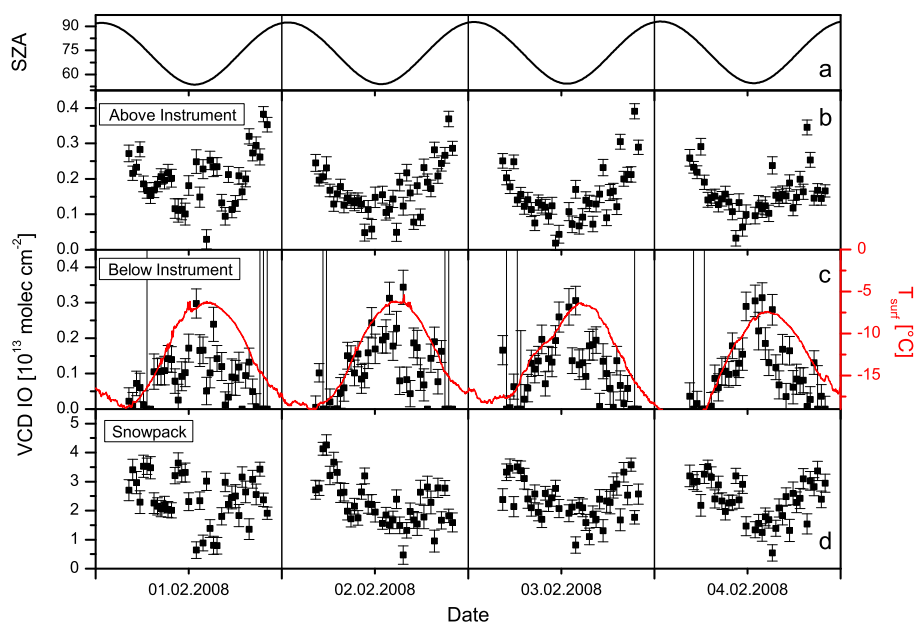 SZA
90
75
60
a
Above Instrument
b
0.4
0.3
0.2
0.1
0.0
Below Instrument
c
0.4
0.3
0.2
0.1
0.0
0
-5
-10
-15
T surf [°C]
VCD IO [10¹³ molec cm⁻²]
Snowpack
d
5
4
3
2
1
0
01.02.2008
02.02.2008
03.02.2008
04.02.2008
Date